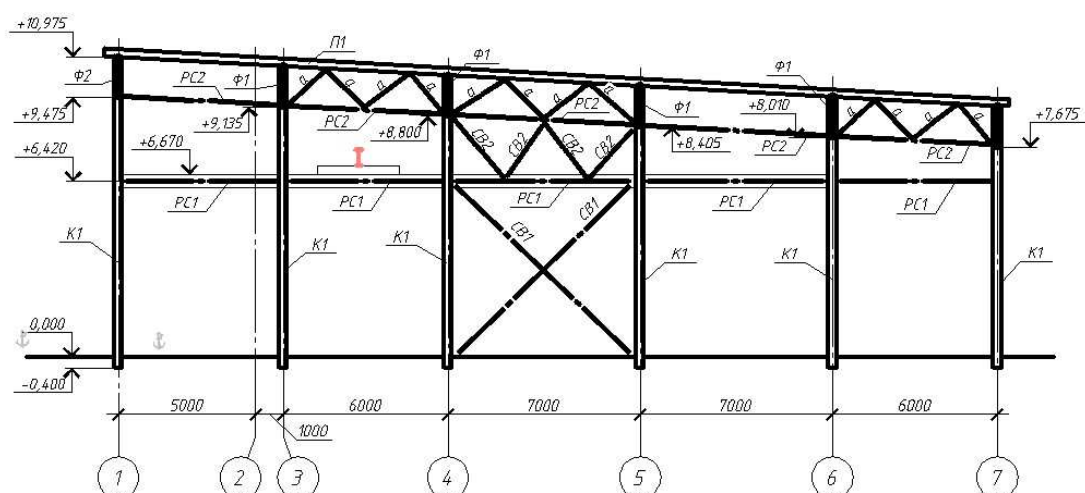 +10,975
П1
Ф2
РС2
Ф1
а
а
а
а
Ф1
а
а
а
а
Ф1
а
а
а
а
+9,475
+9,135
РС2
+8,800
РС2
Ф1
+8,405
+8,010
РС2
РС2
+7,675
+6,670
+6,420
СВ2
СВ2
СВ2
СВ2
РС1
РС1
РС1
РС1
РС1
СВ1
СВ1
К1
К1
К1
К1
К1
К1
0,000
-0,400
5000
1000
6000
7000
7000
6000
1
2
3
4
5
6
7